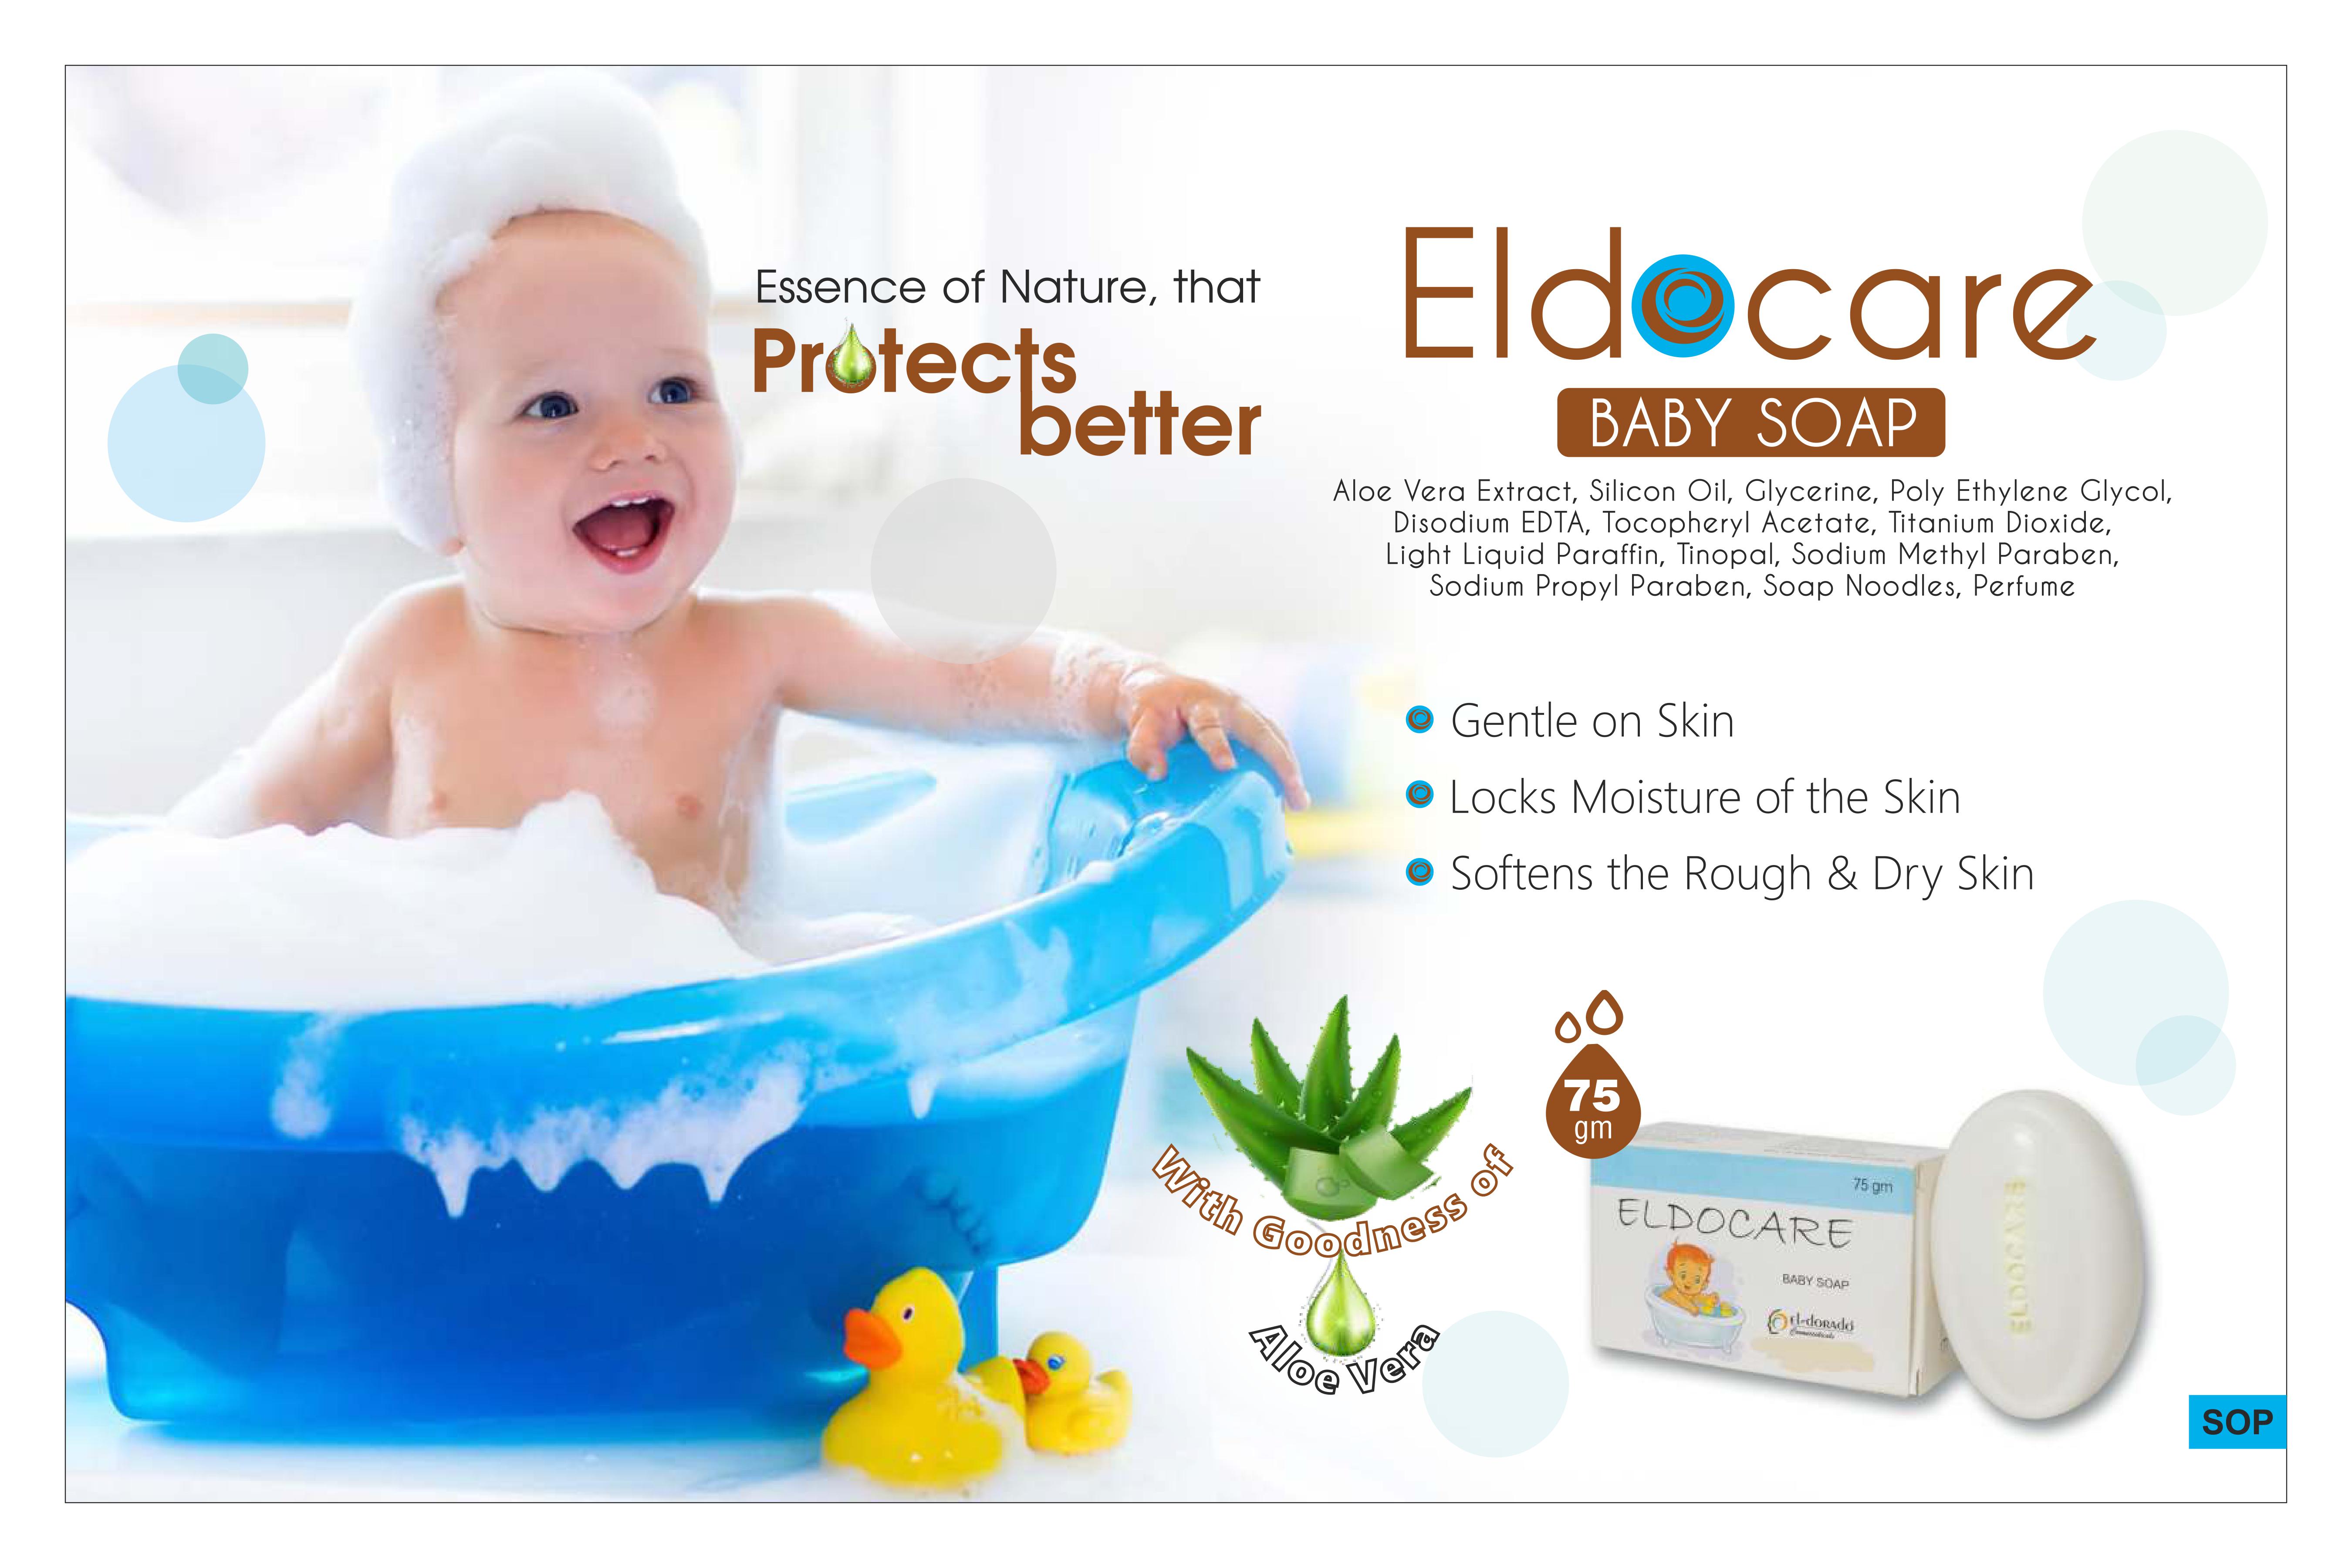 Essence of Nature, that
Protects
better
Eldocare
BABY SOAP
Aloe Vera Extract, Silicon Oil, Glycerine, Poly Ethylene Glycol,
Disodium EDTA, Tocopheryl Acetate, Titanium Dioxide,
Light Liquid Paraffin, Tinopal, Sodium Methyl Paraben,
Sodium Propyl Paraben, Soap Noodles, Perfume
Gentle on Skin
Locks Moisture of the Skin
Softens the Rough & Dry Skin
With Goodness of
Aloe Vera
75
gm
75 gm
ELDOCARE
BABY SOAP
el-dorado
ELDOCARE
SOP